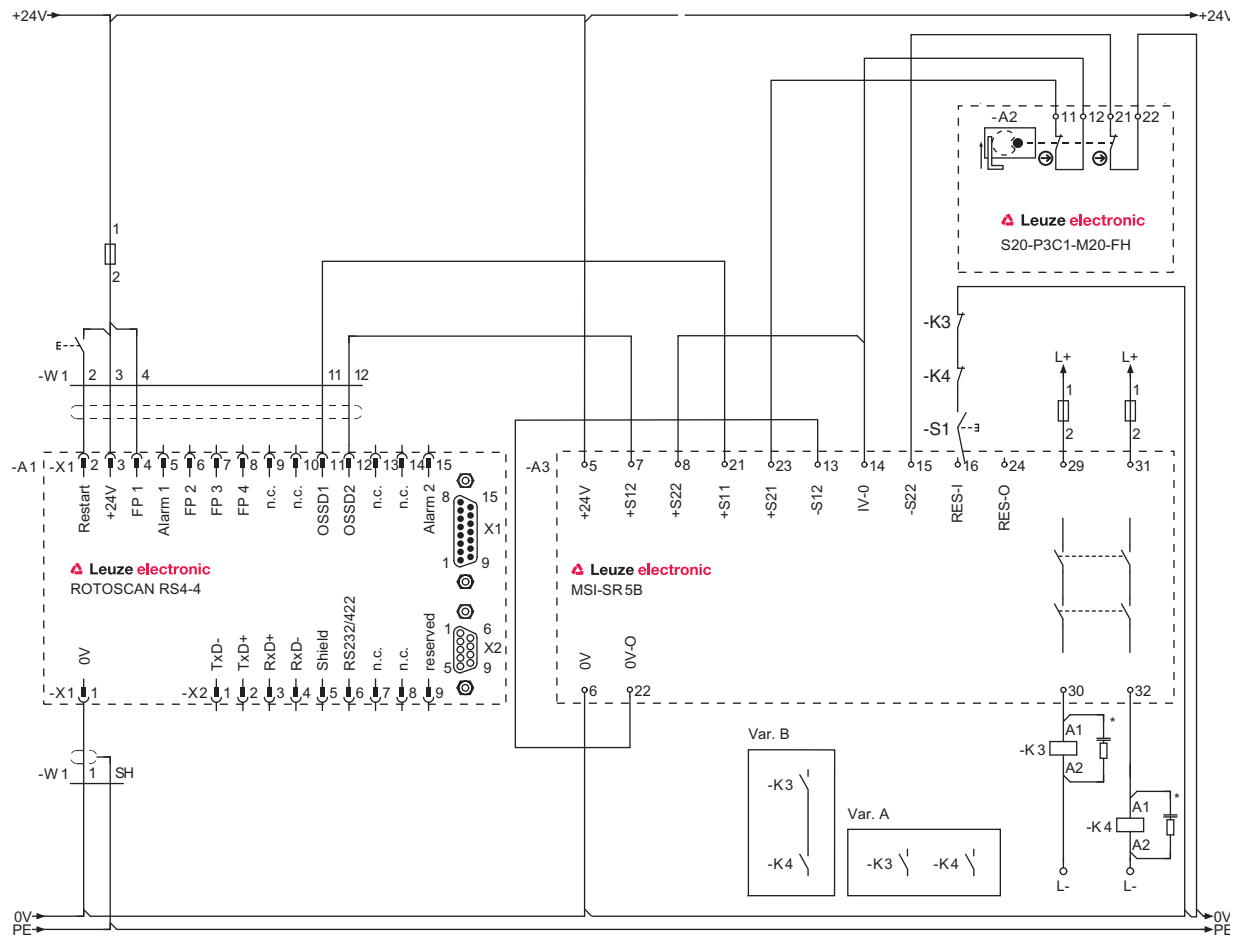 +24V
+24V
-A2
11 12 21 22
Leuze electronic
S20-P3C1-M20-FH
1
2
-K3
-K4
-S1
L+
L+
1
1
2
2
-W1 2 3 4 11 12
-A1 -X1 2 3 4 5 6 7 8 9 10 11 12 13 14 15
Restart
+24V
FP 1
Alarm 1
FP 2
FP 3
FP 4
n.c.
n.c.
OSSD1
OSSD2
n.c.
n.c.
Alarm 2
8 15
X1
1 9
Leuze electronic
ROTOSCAN RS4-4
-A3 5 7 8 21 23 13 14 15 16 24 29 31
+24V
+S12
+S22
+S11
+S21
-S12
IV-0
-S22
RES-I
RES-O
Leuze electronic
MSI-SR5B
0V
TxD-
TxD+
RxD+
RxD-
Shield
RS232/422
n.c.
n.c.
reserved
1 6
X2
5 9
-X1 1
-X2 1 2 3 4 5 6 7 8 9
0V
0V-O
6 22 30 32
-W1 1 SH
Var. B
-K3
-K4
Var. A
-K3 -K4
-K3
A1
A2
*
-K4
A1
A2
*
L-
L-
0V
PE
0V
PE